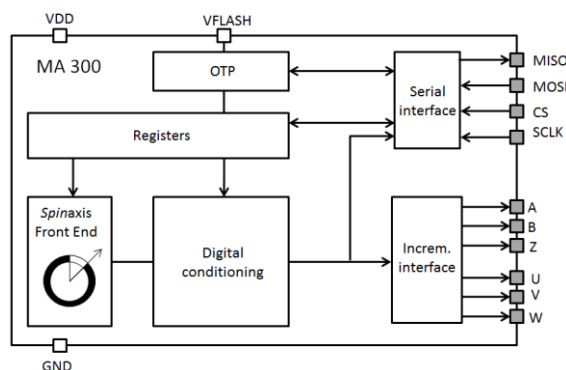 VDD
VFLASH
MA 300
OTP
Serial
interface
MISO
MOSI
CS
SCLK
Registers
Spinaxis
Front End
Digital
conditioning
Increm.
interface
A
B
Z
U
V
W
GND